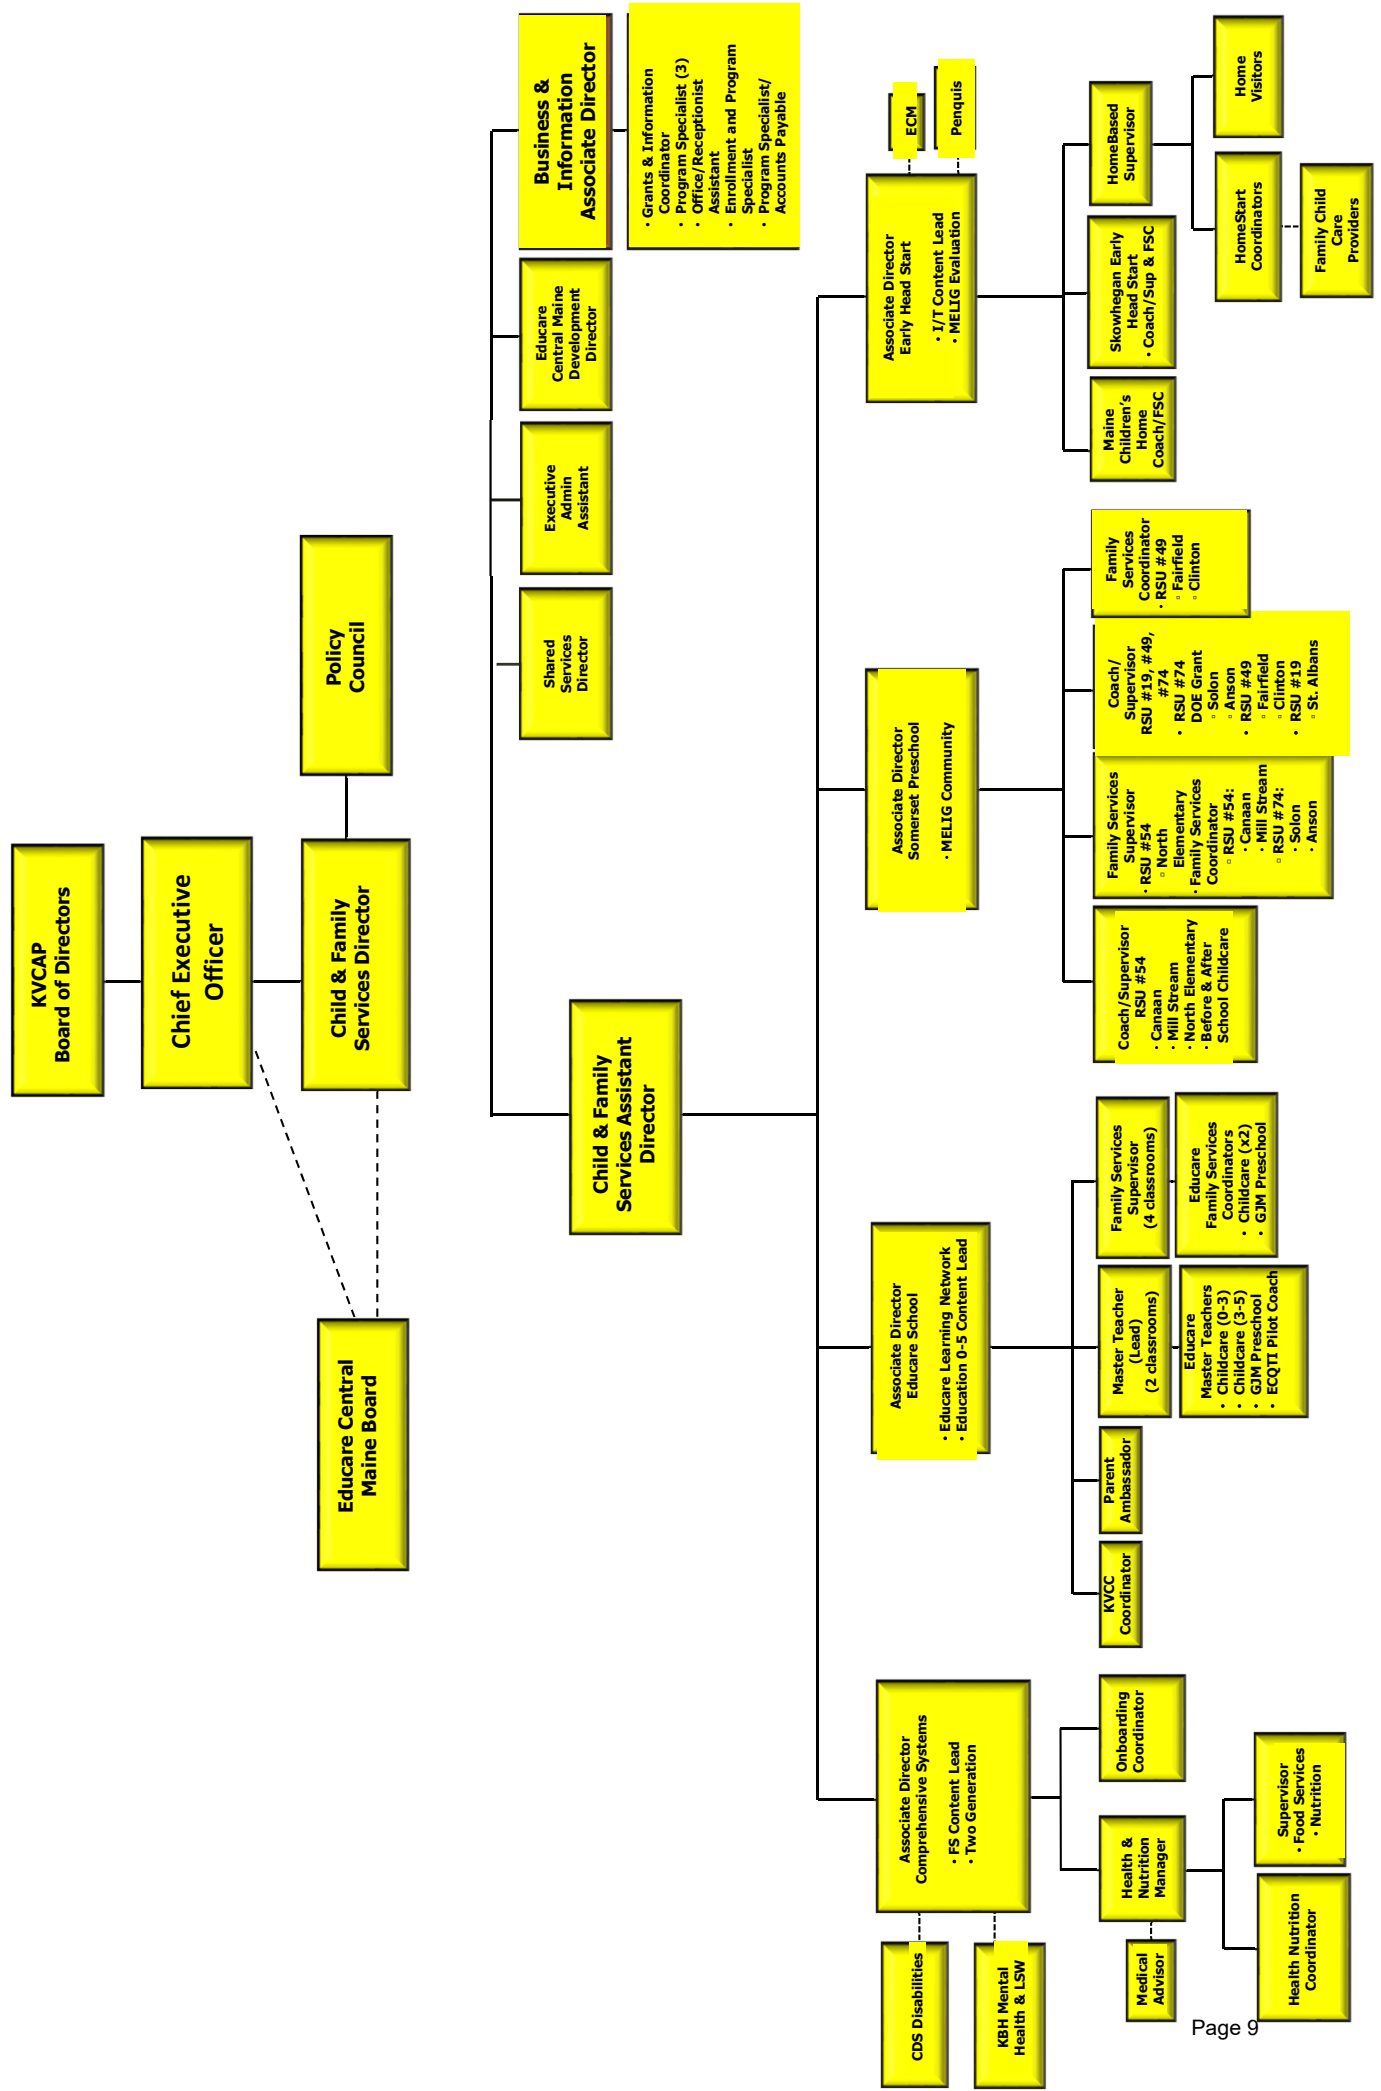 KVCAP
Board of Directors
Chief Executive
Officer
Child & Family
Services Director
Policy
Council
Educare Central
Maine Board
Child & Family
Services Assistant
Director
Shared
Services
Director
Executive
Admin
Assistant
Educare
Central Maine
Development
Director
Business &
Information
Associate Director
• Grants & Information
Coordinator
• Program Specialist (3)
• Office/Receptionist
Assistant
• Enrollment and Program
Specialist
• Program Specialist/
Accounts Payable
CDS Disabilities
KBH Mental
Health & LSW
Associate Director
Comprehensive Systems
• FS Content Lead
• Two Generation
Medical
Advisor
Health &
Nutrition
Manager
Onboarding
Coordinator
Health Nutrition
Coordinator
Supervisor
• Food Services
• Nutrition
Associate Director
Educare School
• Educare Learning Network
• Education 0-5 Content Lead
KVCC
Coordinator
Parent
Ambassador
Master Teacher
(Lead)
(2 classrooms)
Educare
Master Teachers
• Childcare (0-3)
• Childcare (3-5)
• GJM Preschool
• ECQTI Pilot Coach
Family Services
Supervisor
(4 classrooms)
Educare
Family Services
Coordinators
• Childcare (x2)
• GJM Preschool
Associate Director
Somerset Preschool
• MELIG Community
Coach/Supervisor
RSU #54
• Canaan
• Mill Stream
• North Elementary
• Before & After
School Childcare
Family Services
Supervisor
• RSU #54
▫ North
Elementary
• Family Services
Coordinator
▫ RSU #54:
• Canaan
• Mill Stream
▫ RSU #74:
• Solon
• Anson
Coach/
Supervisor
RSU #19, #49,
#74
• RSU #74
DOE Grant
▫ Solon
▫ Anson
• RSU #49
▫ Fairfield
▫ Clinton
• RSU #19
▫ St. Albans
Family
Services
Coordinator
• RSU #49
▫ Fairfield
▫ Clinton
Associate Director
Early Head Start
• I/T Content Lead
• MELIG Evaluation
ECM
Penquis
Maine
Children’s
Home
Coach/FSC
Skowhegan Early
Head Start
• Coach/Sup & FSC
HomeBased
Supervisor
HomeStart
Coordinators
Home
Visitors
Family Child
Care
Providers
Page 9